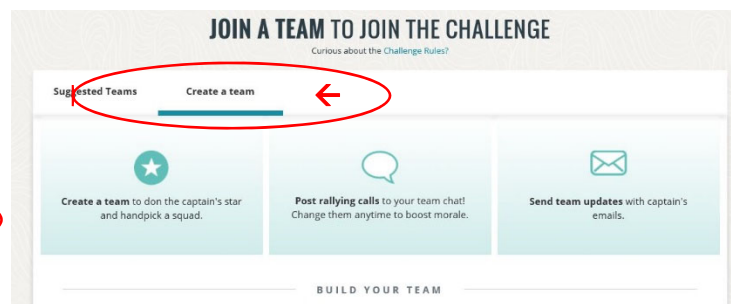 JOIN A TEAM TO JOIN THE CHALLENGE
Curious about the Challenge Rules?
Suggested Teams Create a team
Create a team to don the captain's star
and handpick a squad.
Post rallying calls to your team chat!
Change them anytime to boost morale.
Send team updates with captain's
emails.
BUILD YOUR TEAM